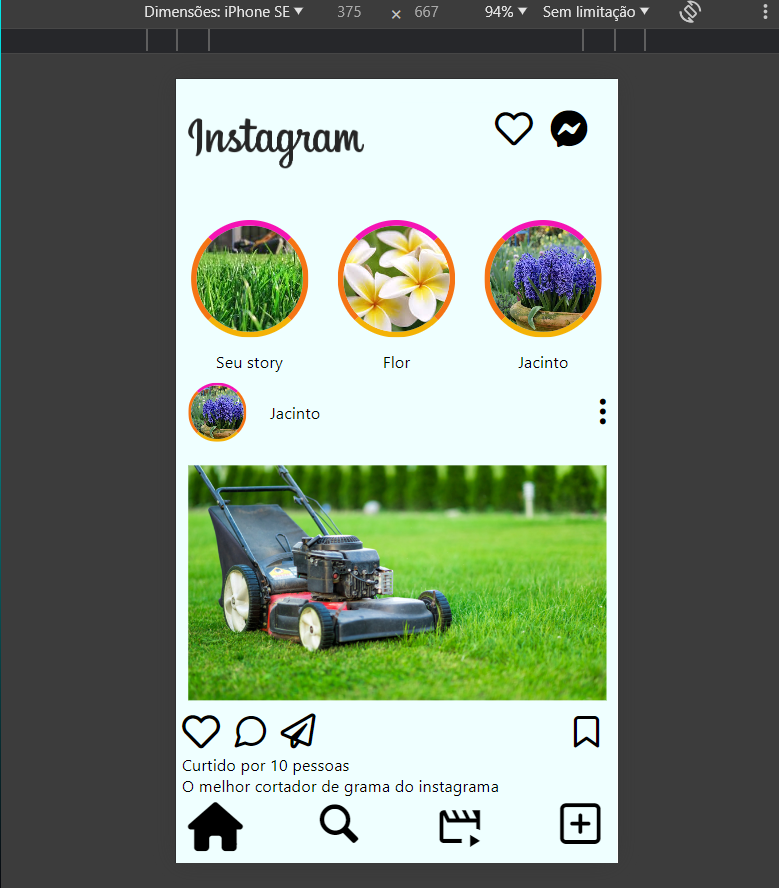 Dimensões: iPhone SE 375 × 667 94% Sem limitação
Instagram
Seu story Flor Jacinto
Jacinto
Curtido por 10 pessoas
O melhor cortador de grama do instagrama